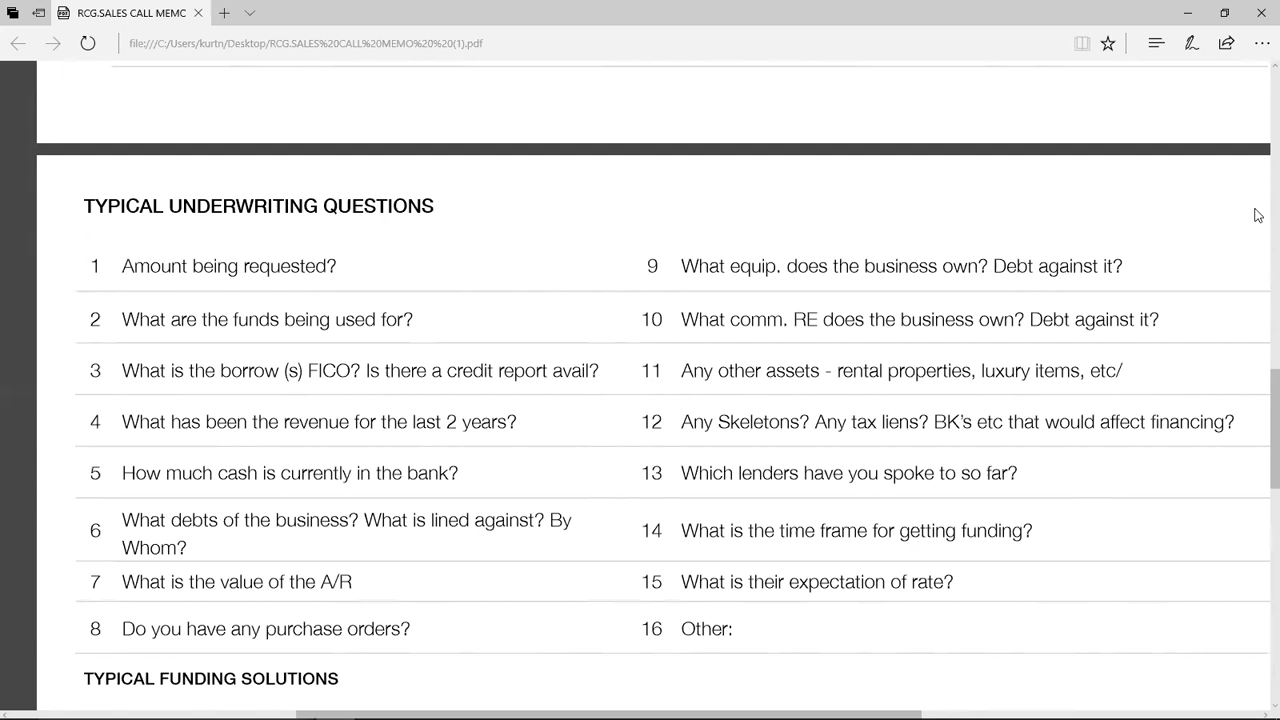 RCG.SALES CALL MEMC
file:///C:/Users/kurtn/Desktop/RCG.SALES%20CALL%20MEMO%20%20(1).pdf
TYPICAL UNDERWRITING QUESTIONS
1 Amount being requested?
2 What are the funds being used for?
3 What is the borrow (s) FICO? Is there a credit report avail?
4 What has been the revenue for the last 2 years?
5 How much cash is currently in the bank?
6 What debts of the business? What is lined against? By
Whom?
7 What is the value of the A/R
8 Do you have any purchase orders?
9 What equip. does the business own? Debt against it?
10 What comm. RE does the business own? Debt against it?
11 Any other assets - rental properties, luxury items, etc/
12 Any Skeletons? Any tax liens? BK's etc that would affect financing?
13 Which lenders have you spoke to so far?
14 What is the time frame for getting funding?
15 What is their expectation of rate?
16 Other:
TYPICAL FUNDING SOLUTIONS